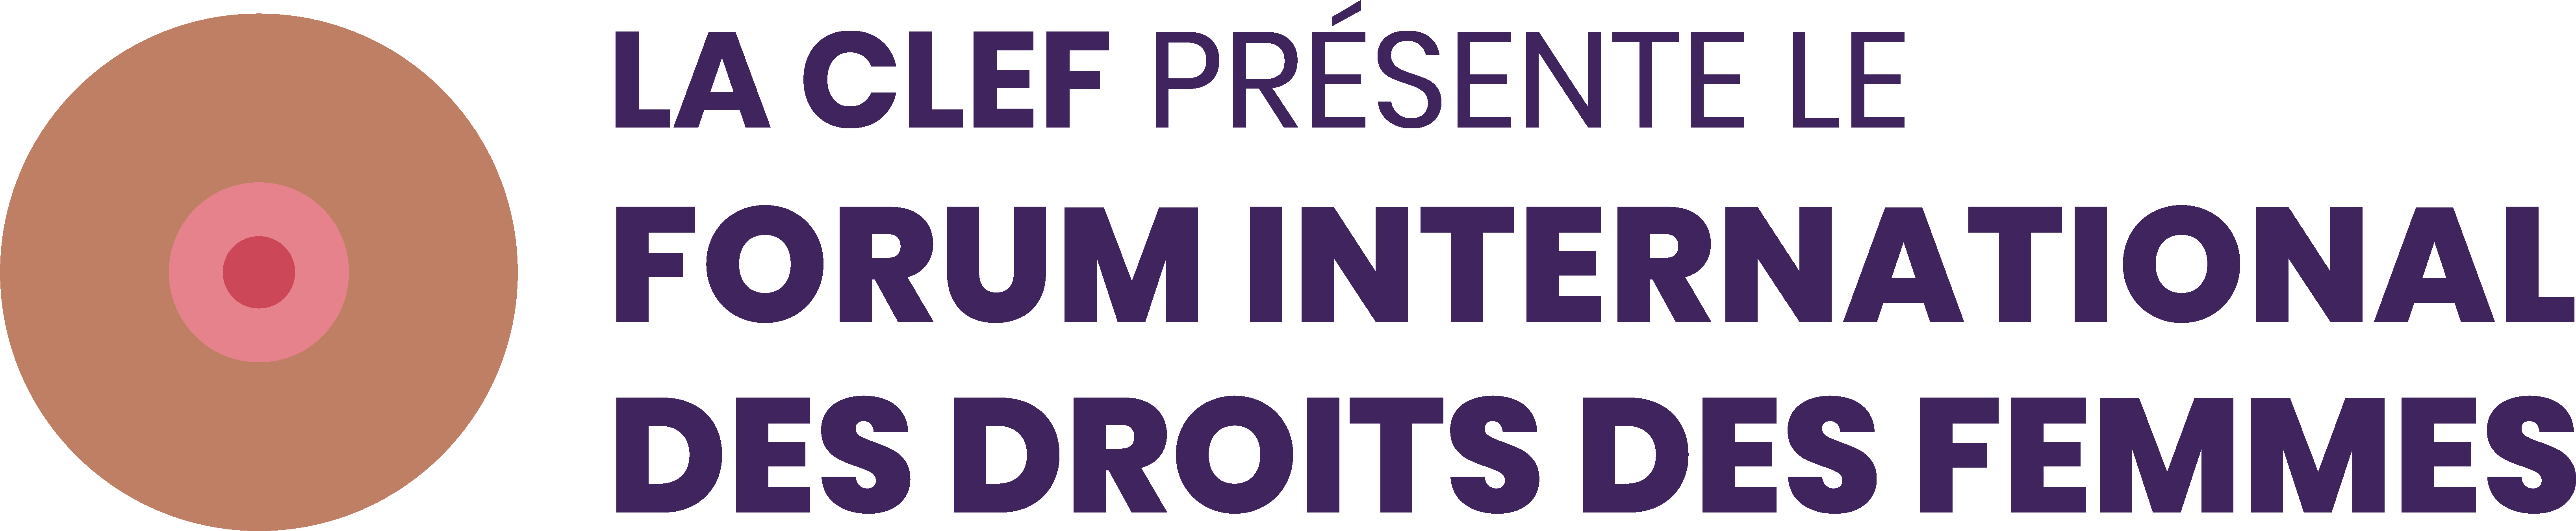 LA CLEF PRÉSENTE LE
FORUM INTERNATIONAL
DES DROITS DES FEMMES